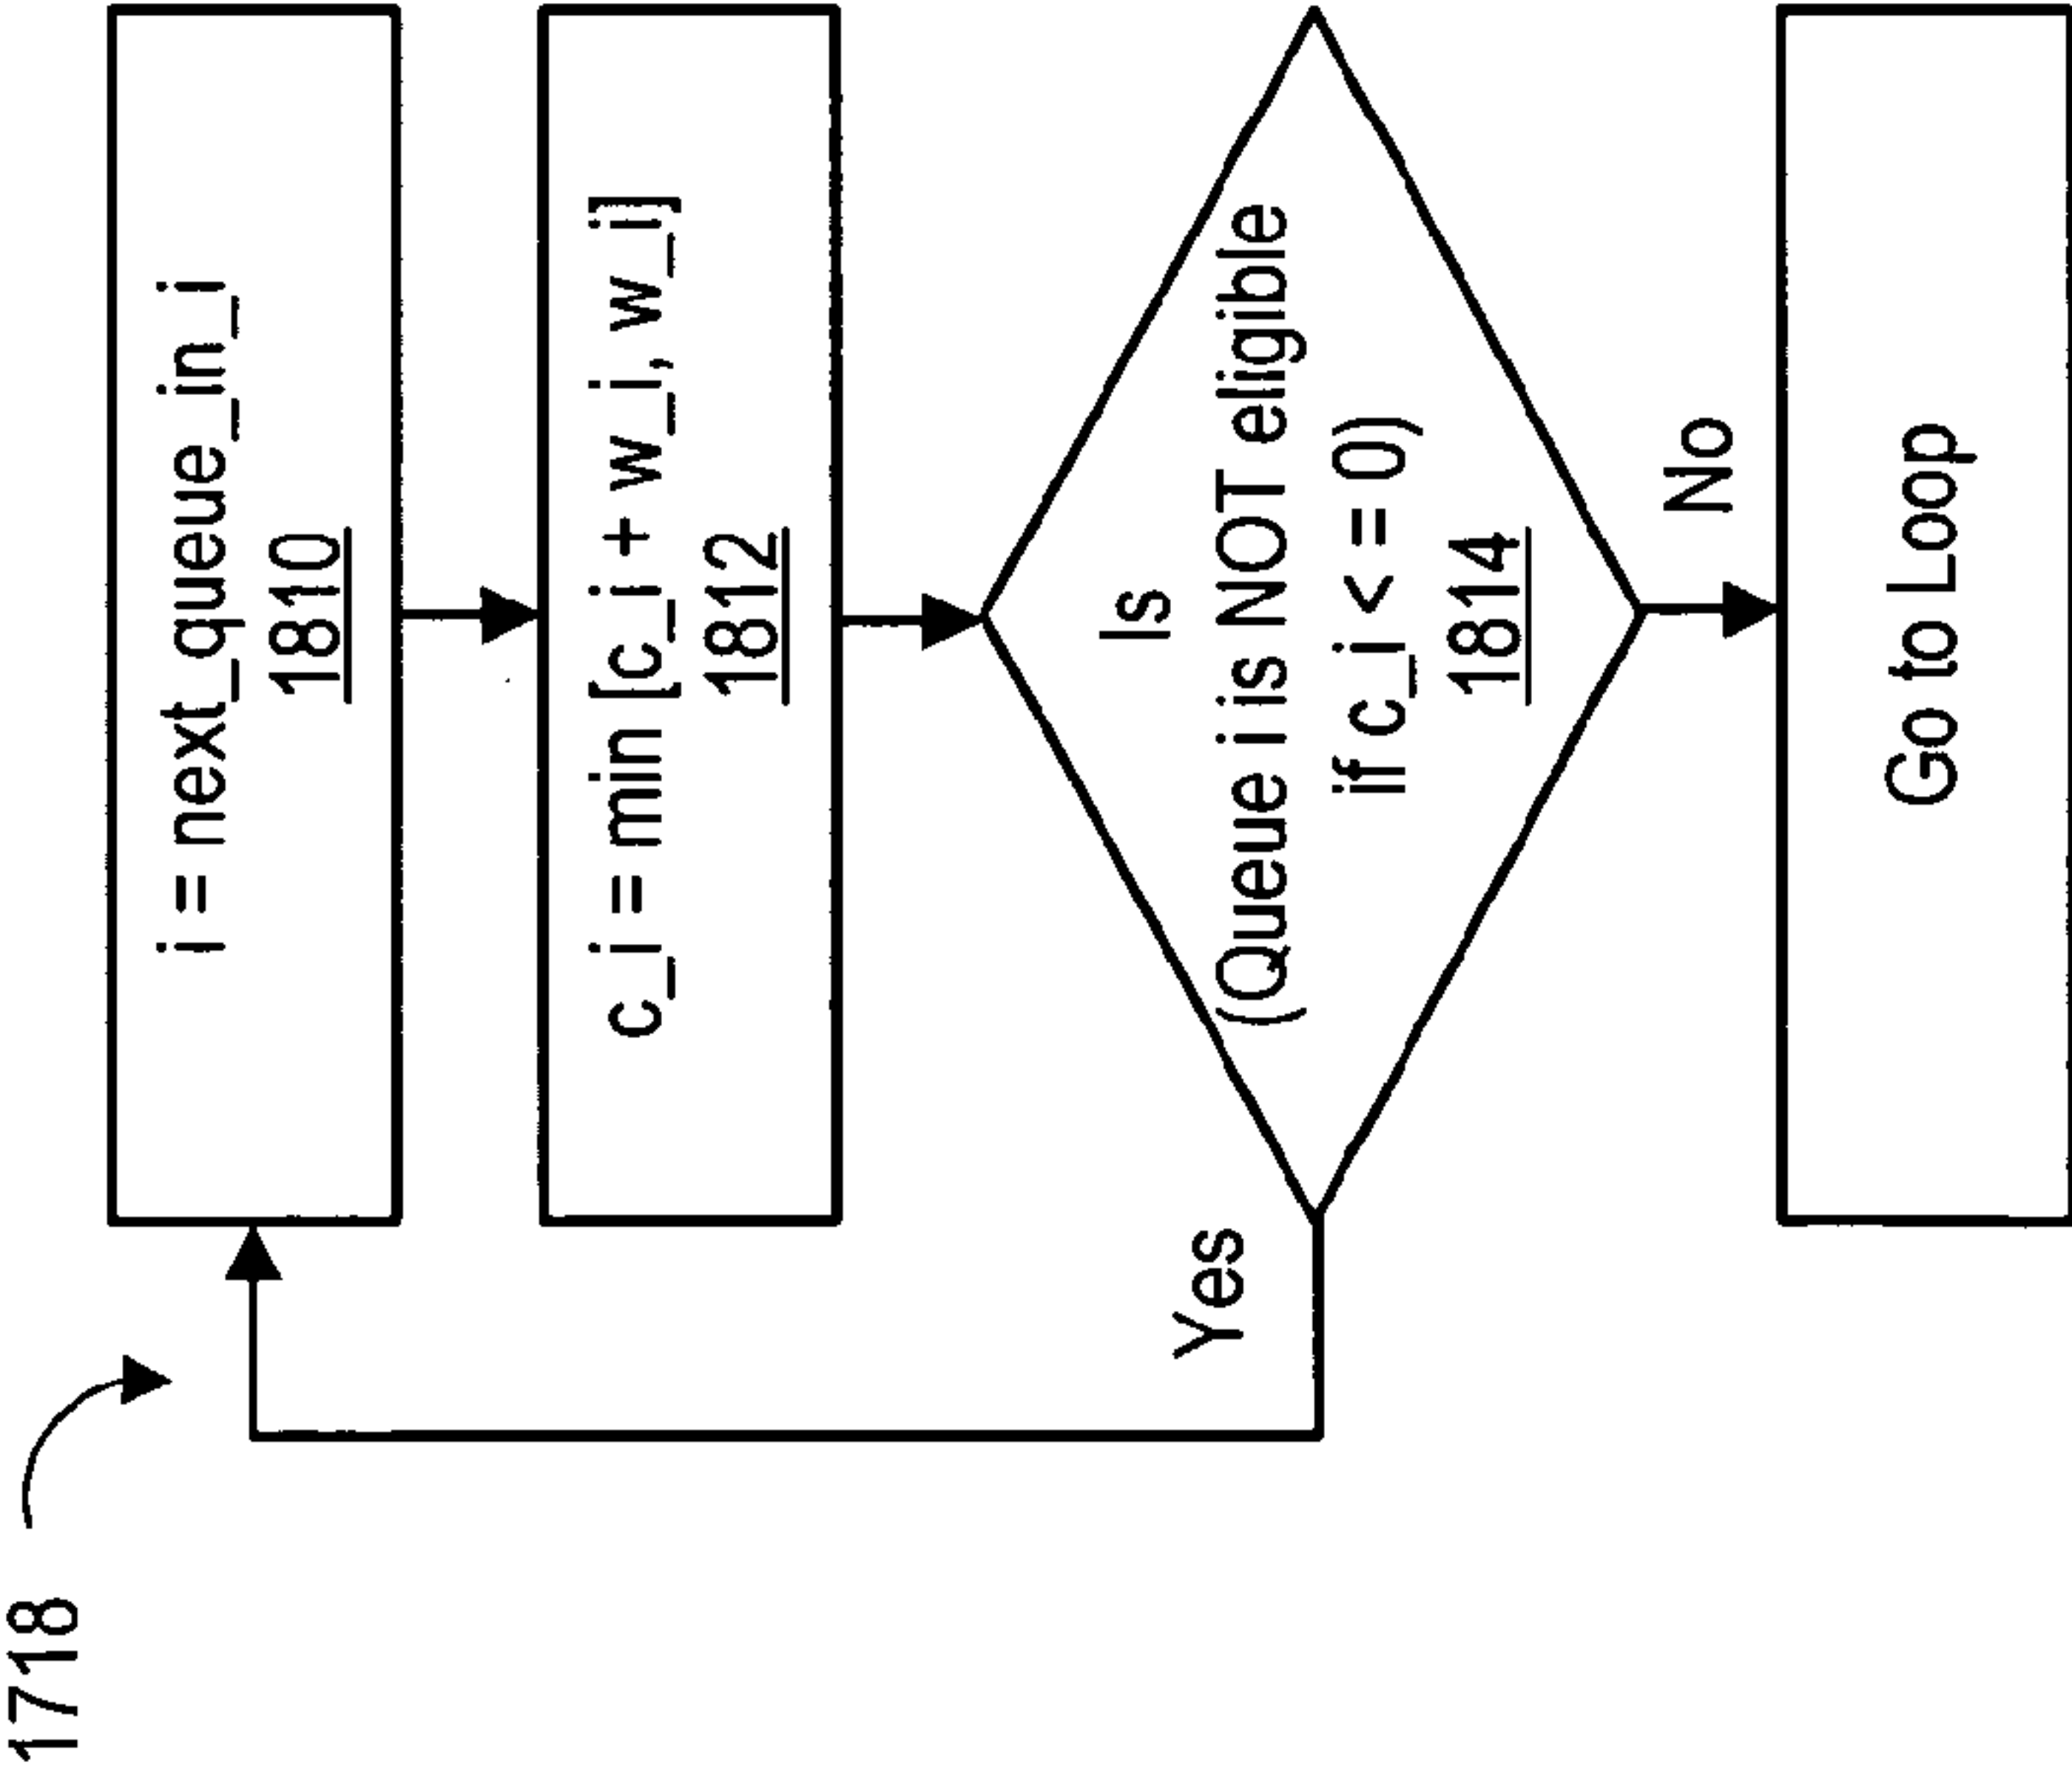 1718
i = next_queue_in_i
1810
c_i = min [c_i + w_i, w_i]
1812
Is
(Queue i is NOT eligible
if c_i < = 0)
1814
Yes
No
Go to Loop